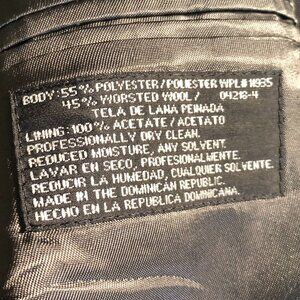 BODY: 55% POLYESTER/POLIESTER WPL# 11935
45% WORSTED WOOL/ 04218-4
TELA DE LANA PEINADA
LINING: 100% ACETATE/ACETATO
PROFESSIONALLY DRY CLEAN.
REDUCED MOISTURE, ANY SOLVENT.
LAVAR EN SECO, PROFESIONALMENTE.
REDUCIR LA HUMEDAD, CUALQUIER SOLVENTE.
MADE IN THE DOMINICAN REPUBLIC.
HECHO EN LA REPUBLICA DOMINICANA.